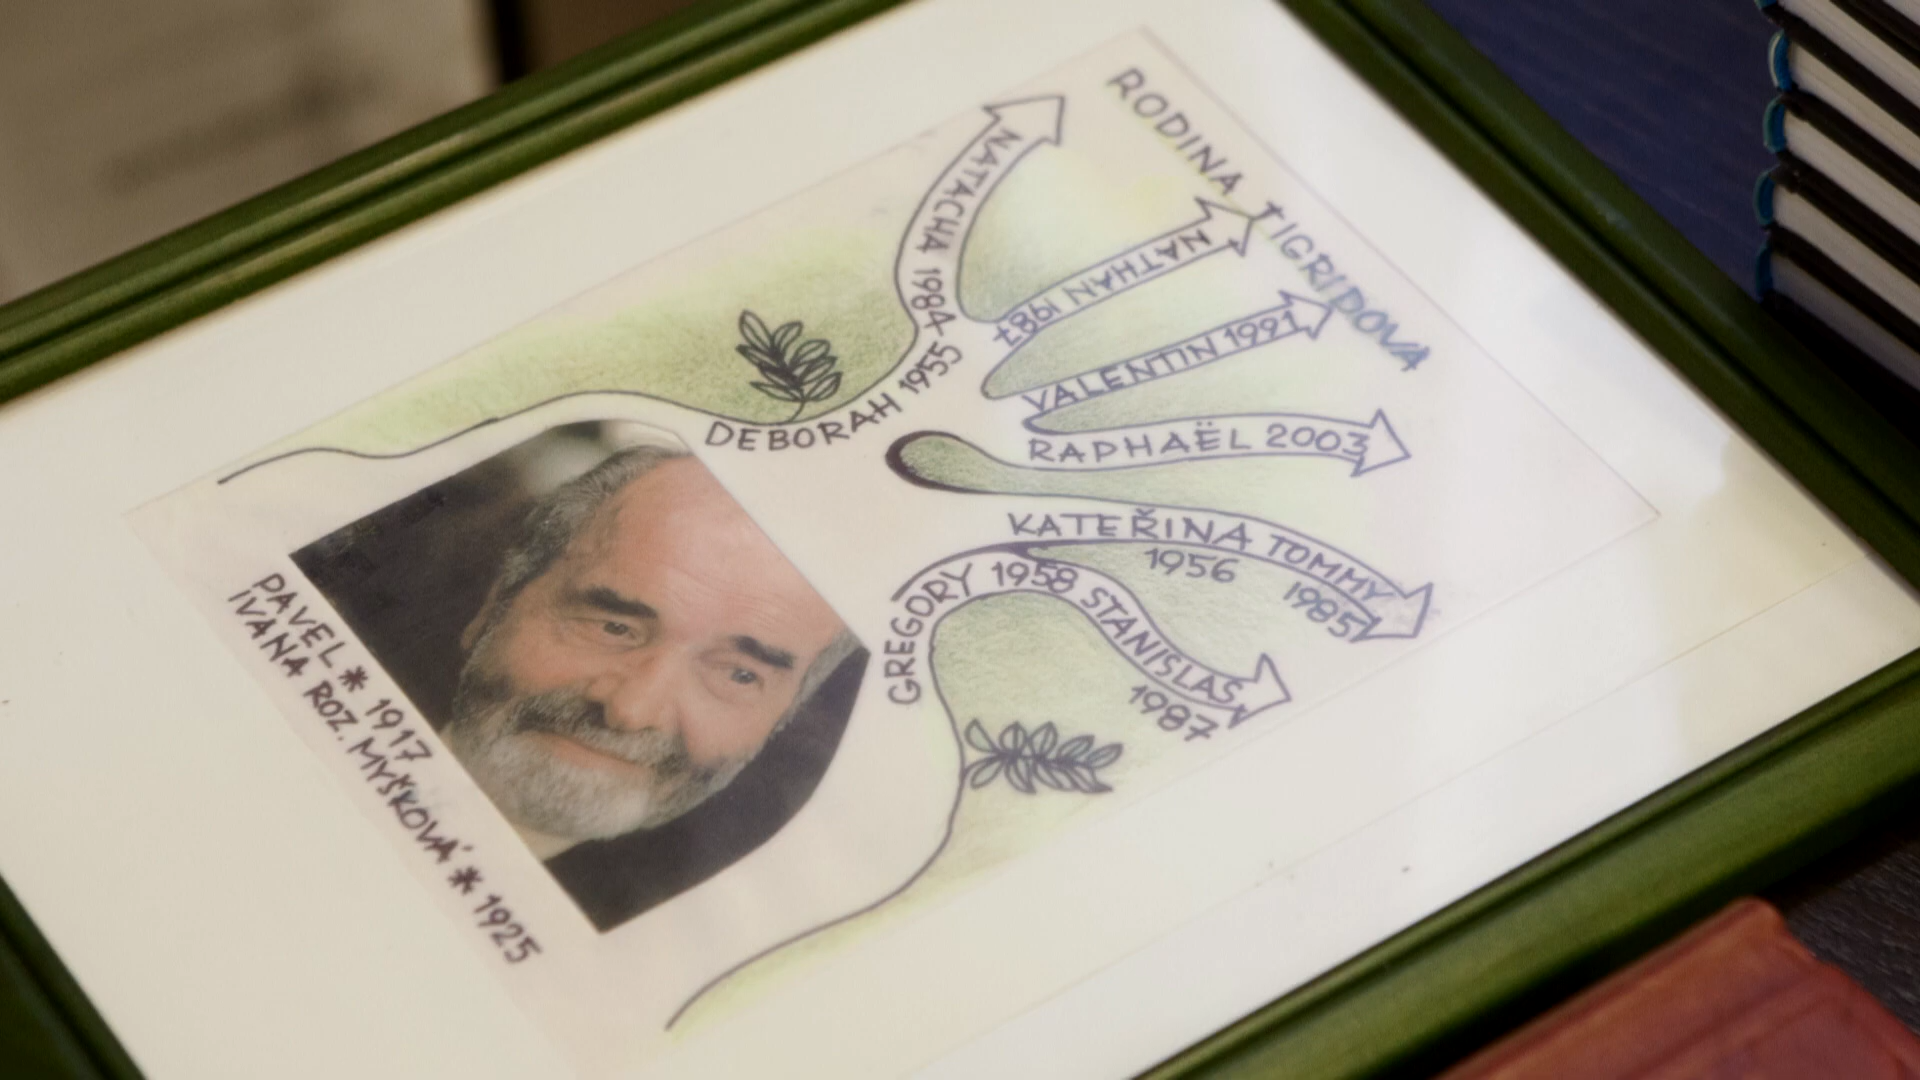 RODINA TIGRIDOVA
NATACHA 1984
NATHAN 1987
VALENTIN 1991
RAPHAËL 2003
DEBORAH 1955
KATEŘINA TOMMY
1956 1985
GREGORY 1958 STANISLAS
1987
PAVEL * 1917
IVANA ROZ. MYŠKOVÁ * 1925